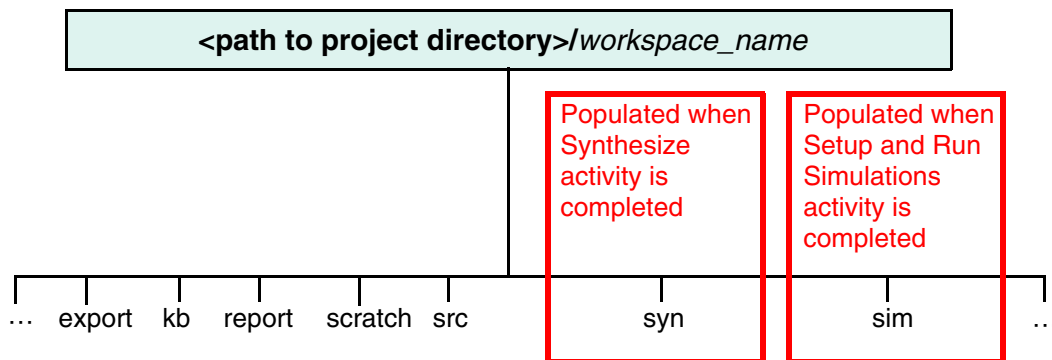 <path to project directory>/workspace_name
Populated when
Synthesize
activity is
completed
Populated when
Setup and Run
Simulations
activity is
completed
... export kb report scratch src syn sim ..